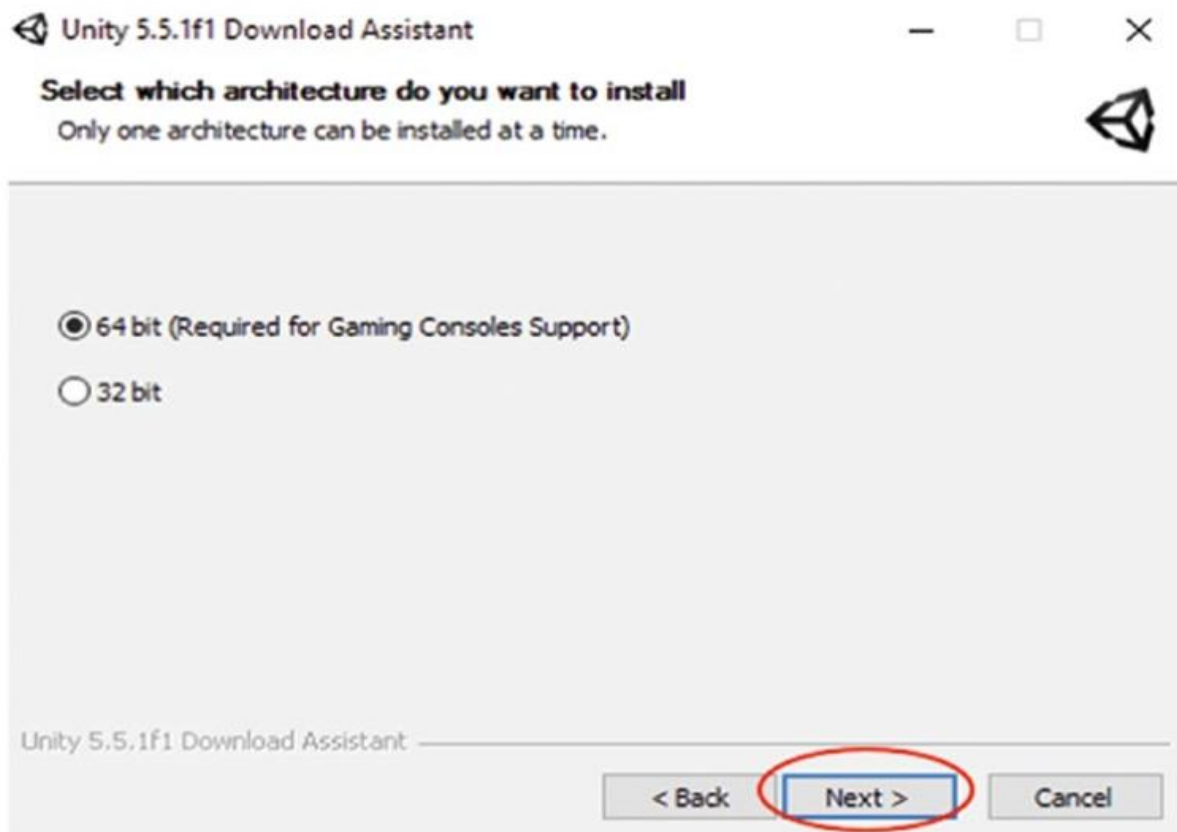 Unity 5.5.1f1 Download Assistant
Select which architecture do you want to install
Only one architecture can be installed at a time.
64 bit (Required for Gaming Consoles Support)
32 bit
Unity 5.5.1f1 Download Assistant
< Back Next > Cancel